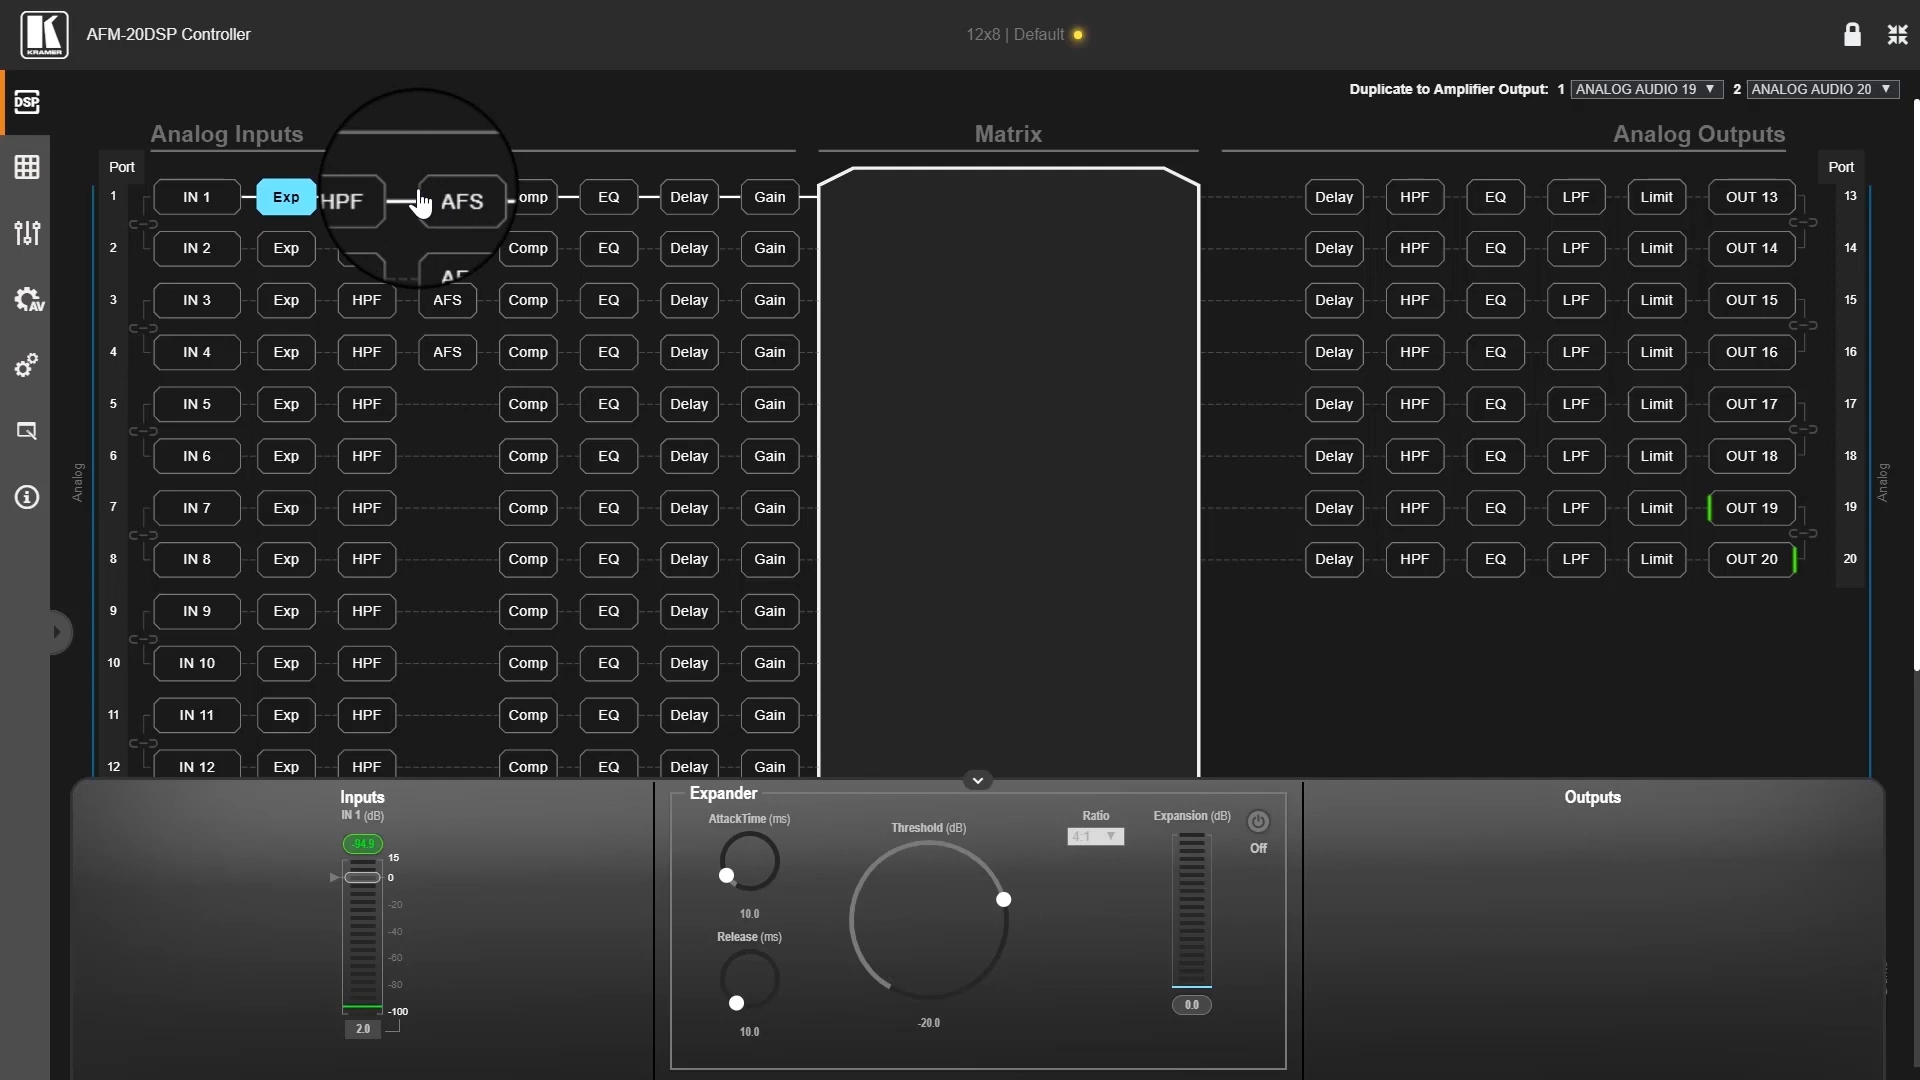 KRAMER
AFM-20DSP Controller
12x8 | Default
Duplicate to Amplifier Output: 1 ANALOG AUDIO 19 2 ANALOG AUDIO 20
DSP
AV
Analog Inputs
Matrix
Analog Outputs
Port
Port
1 IN 1 Exp HPF AFS omp EQ Delay Gain Delay HPF EQ LPF Limit OUT 13 13
2 IN 2 Exp Comp EQ Delay Gain Delay HPF EQ LPF Limit OUT 14 14
3 IN 3 Exp HPF AFS Comp EQ Delay Gain Delay HPF EQ LPF Limit OUT 15 15
4 IN 4 Exp HPF AFS Comp EQ Delay Gain Delay HPF EQ LPF Limit OUT 16 16
5 IN 5 Exp HPF Comp EQ Delay Gain Delay HPF EQ LPF Limit OUT 17 17
6 IN 6 Exp HPF Comp EQ Delay Gain Delay HPF EQ LPF Limit OUT 18 18
7 IN 7 Exp HPF Comp EQ Delay Gain Delay HPF EQ LPF Limit OUT 19 19
8 IN 8 Exp HPF Comp EQ Delay Gain Delay HPF EQ LPF Limit OUT 20 20
9 IN 9 Exp HPF Comp EQ Delay Gain
10 IN 10 Exp HPF Comp EQ Delay Gain
11 IN 11 Exp HPF Comp EQ Delay Gain
12 IN 12 Exp HPF Comp EQ Delay Gain
Analog
Analog
Inputs
IN 1 (dB)
-94.9
15
0
-20
-40
-60
-80
-100
2.0
Expander
AttackTime (ms)
10.0
Release (ms)
10.0
Threshold (dB)
-20.0
Ratio
4:1
Expansion (dB)
0.0
Off
Outputs